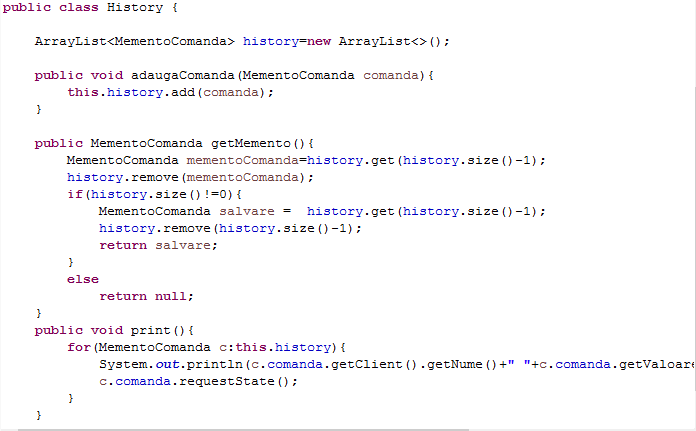 public class History {
ArrayList<MementoComanda> history=new ArrayList<>();
public void adaugaComanda(MementoComanda comanda){
this.history.add(comanda);
}
public MementoComanda getMemento(){
MementoComanda mementoComanda=history.get(history.size()-1);
history.remove(mementoComanda);
if(history.size()!=0){
MementoComanda salvare =  history.get(history.size()-1);
history.remove(history.size()-1);
return salvare;
}
else
return null;
}
public void print(){
for(MementoComanda c:this.history){
System.out.println(c.comanda.getClient().getNume()+" "+c.comanda.getValoare
c.comanda.requestState();
}
}